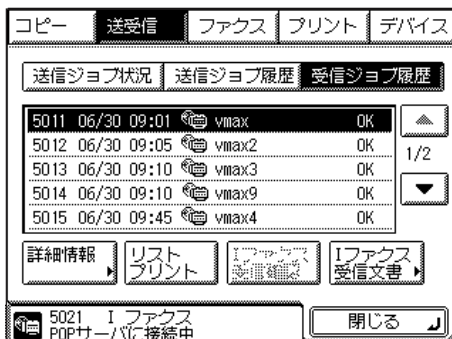 コピー 送受信 ファクス プリント デバイス
送信ジョブ状況 送信ジョブ履歴 受信ジョブ履歴
5011 06/30 09:01 vmax OK
5012 06/30 09:05 vmax2 OK
1/2
5013 06/30 09:10 vmax3 OK
5014 06/30 09:10 vmax9 OK
5015 06/30 09:45 vmax4 OK
詳細情報
リスト
プリント
Iファクス
受信確認
Iファクス
受信文書
5021 I ファクス
POPサーバに接続中
閉じる